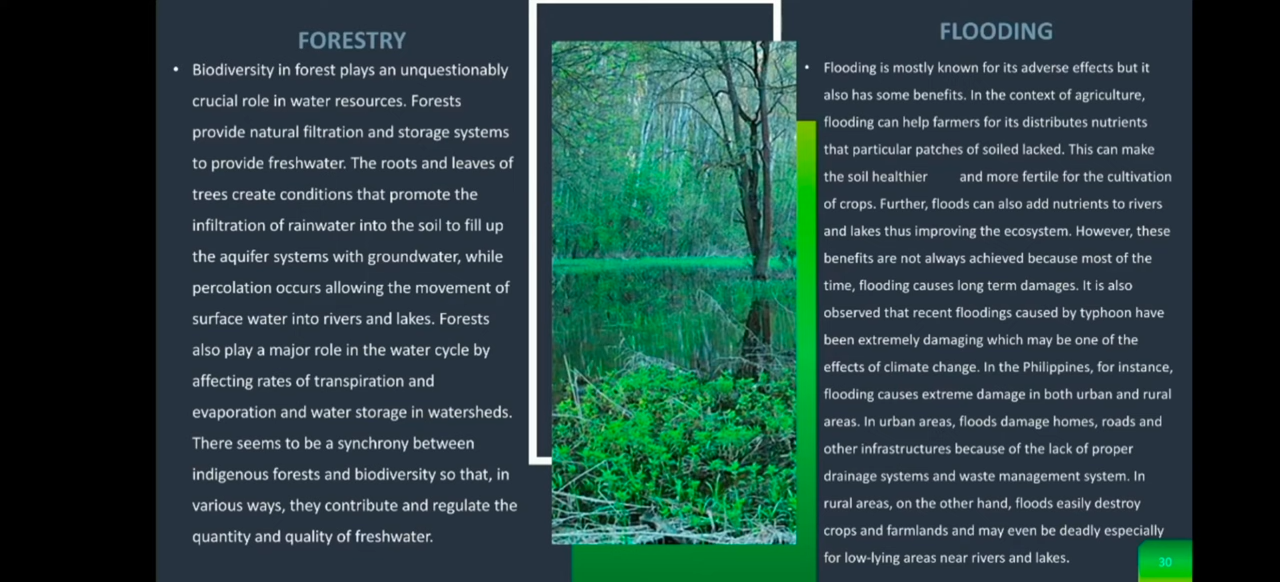 FORESTRY
• Biodiversity in forest plays an unquestionably
crucial role in water resources. Forests
provide natural filtration and storage systems
to provide freshwater. The roots and leaves of
trees create conditions that promote the
infiltration of rainwater into the soil to fill up
the aquifer systems with groundwater, while
percolation occurs allowing the movement of
surface water into rivers and lakes. Forests
also play a major role in the water cycle by
affecting rates of transpiration and
evaporation and water storage in watersheds.
There seems to be a synchrony between
indigenous forests and biodiversity so that, in
various ways, they contribute and regulate the
quantity and quality of freshwater.
FLOODING
• Flooding is mostly known for its adverse effects but it
also has some benefits. In the context of agriculture,
flooding can help farmers for its distributes nutrients
that particular patches of soiled lacked. This can make
the soil healthier and more fertile for the cultivation
of crops. Further, floods can also add nutrients to rivers
and lakes thus improving the ecosystem. However, these
benefits are not always achieved because most of the
time, flooding causes long term damages. It is also
observed that recent floodings caused by typhoon have
been extremely damaging which may be one of the
effects of climate change. In the Philippines, for instance,
flooding causes extreme damage in both urban and rural
areas. In urban areas, floods damage homes, roads and
other infrastructures because of the lack of proper
drainage systems and waste management system. In
rural areas, on the other hand, floods easily destroy
crops and farmlands and may even be deadly especially
for low-lying areas near rivers and lakes.
30